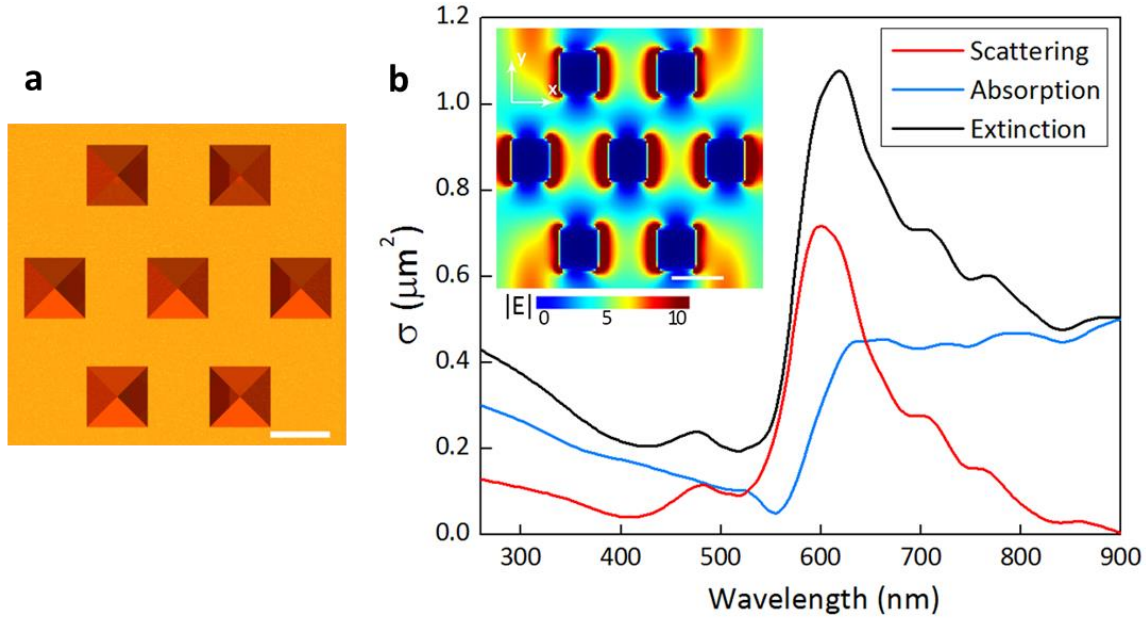 a
b
1.2
1.0
0.8
0.6
0.4
0.2
0.0
σ (μm²)
y
x
|E|
0
5
10
Scattering
Absorption
Extinction
300
400
500
600
700
800
900
Wavelength (nm)